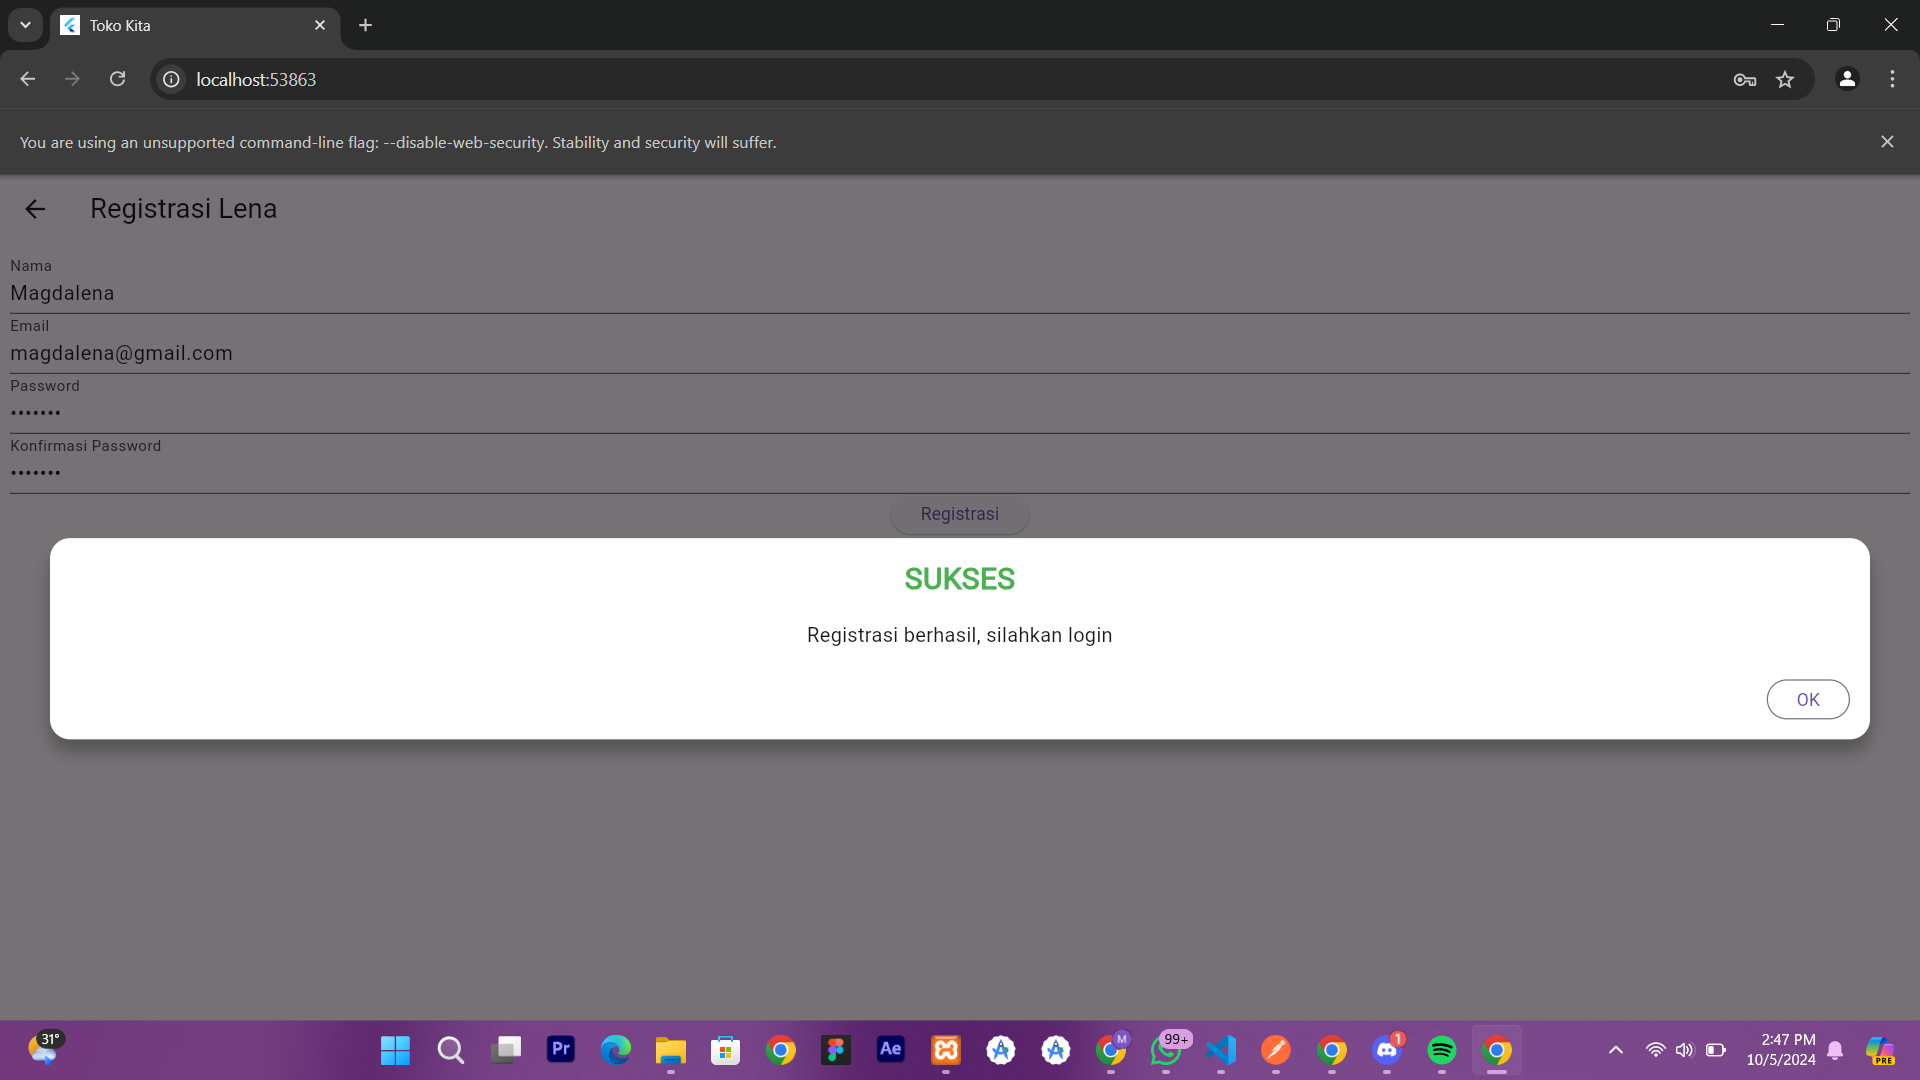 Toko Kita
localhost:53863
You are using an unsupported command-line flag: --disable-web-security. Stability and security will suffer.
Registrasi Lena
Nama
Magdalena
Email
magdalena@gmail.com
Password
•••••••
Konfirmasi Password
•••••••
Registrasi
SUKSES
Registrasi berhasil, silahkan login
OK
31°
Pr
Ae
M
99+
1
2:47 PM
10/5/2024
PRE